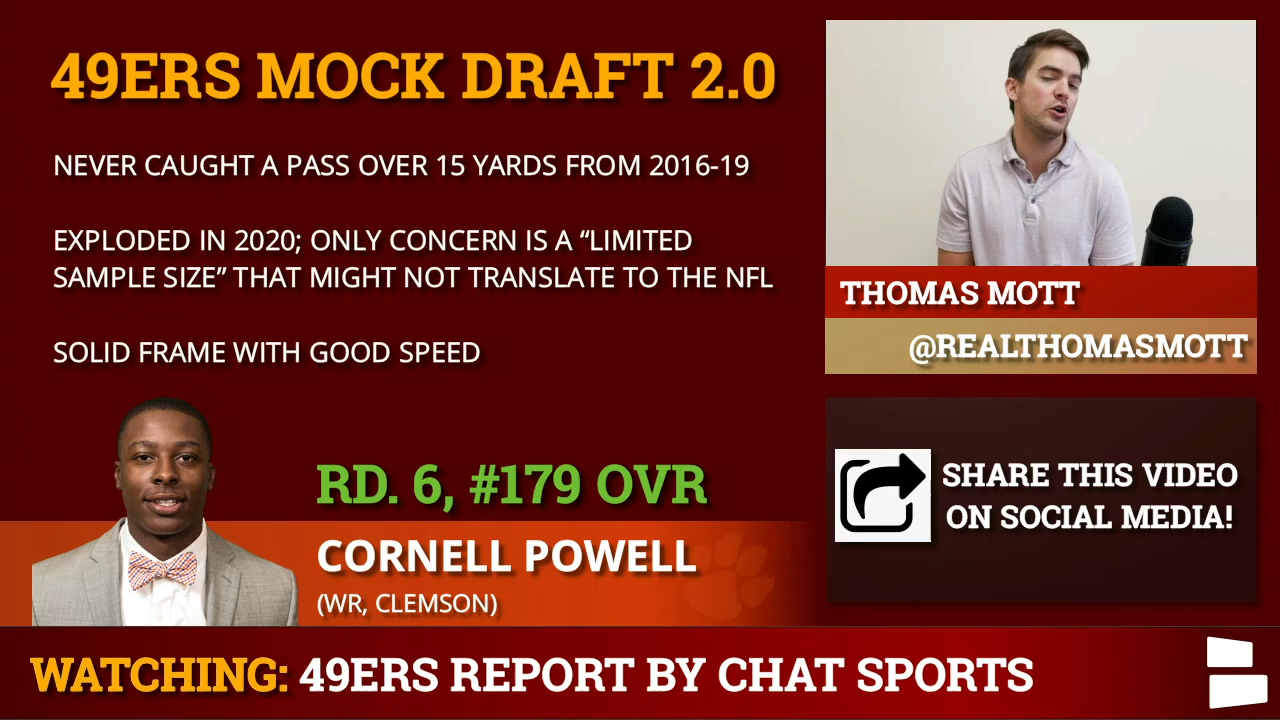 49ERS MOCK DRAFT 2.0
NEVER CAUGHT A PASS OVER 15 YARDS FROM 2016-19
EXPLODED IN 2020; ONLY CONCERN IS A “LIMITED
SAMPLE SIZE” THAT MIGHT NOT TRANSLATE TO THE NFL
SOLID FRAME WITH GOOD SPEED
RD. 6, #179 OVR
CORNELL POWELL
(WR, CLEMSON)
THOMAS MOTT
@REALTHOMASMOTT
SHARE THIS VIDEO
ON SOCIAL MEDIA!
WATCHING: 49ERS REPORT BY CHAT SPORTS